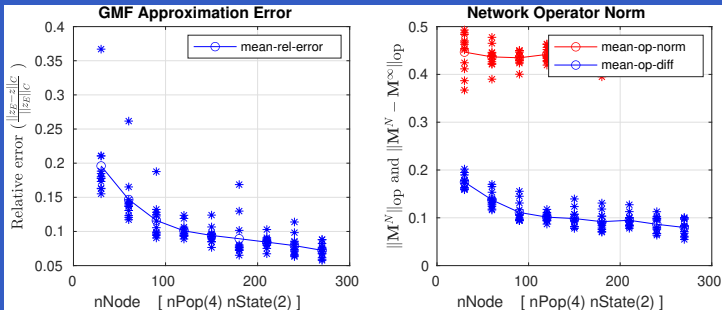 GMF Approximation Error
Relative error (||z_E−z||_C / ||z_E||_C)
0.4
0.35
0.3
0.25
0.2
0.15
0.1
0.05
0 100 200 300
nNode [ nPop(4) nState(2) ]
mean-rel-error
Network Operator Norm
‖M^N‖op and ‖M^N − M^∞‖op
0.5
0.4
0.3
0.2
0.1
0
0 100 200 300
nNode [ nPop(4) nState(2) ]
mean-op-norm
mean-op-diff